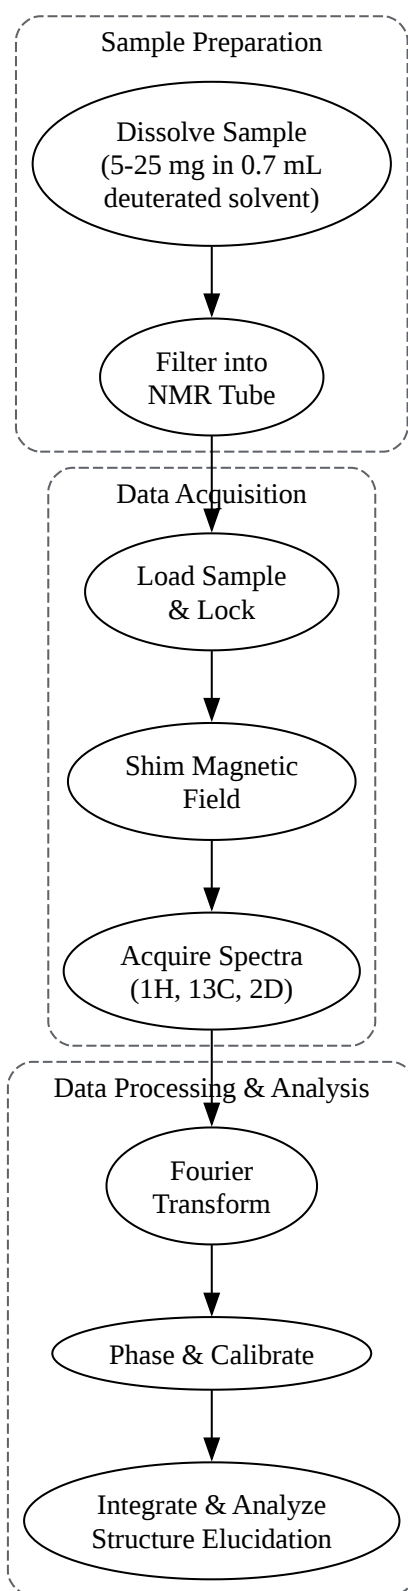 Sample Preparation
Dissolve Sample
(5-25 mg in 0.7 mL
deuterated solvent)
Filter into
NMR Tube
Data Acquisition
Load Sample
& Lock
Shim Magnetic
Field
Acquire Spectra
(1H, 13C, 2D)
Data Processing & Analysis
Fourier
Transform
Phase & Calibrate
Integrate & Analyze
Structure Elucidation